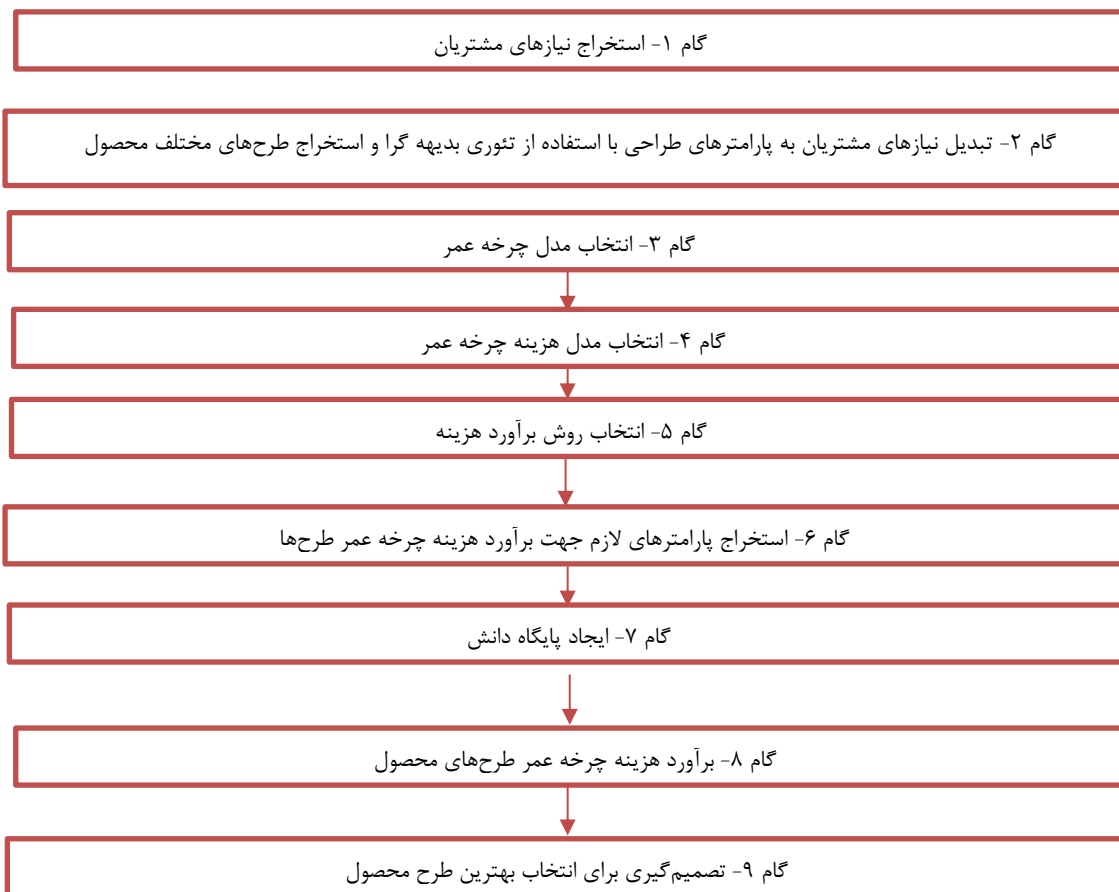 گام ۱- استخراج نیازهای مشتریان
گام ۲- تبدیل نیازهای مشتریان به پارامترهای طراحی با استفاده از تئوری بدیهه گرا و استخراج طرح‌های مختلف محصول
گام ۳- انتخاب مدل چرخه عمر
گام ۴- انتخاب مدل هزینه چرخه عمر
گام ۵- انتخاب روش برآورد هزینه
گام ۶- استخراج پارامترهای لازم جهت برآورد هزینه چرخه عمر طرح‌ها
گام ۷- ایجاد پایگاه دانش
گام ۸- برآورد هزینه چرخه عمر طرح‌های محصول
گام ۹- تصمیم‌گیری برای انتخاب بهترین طرح محصول